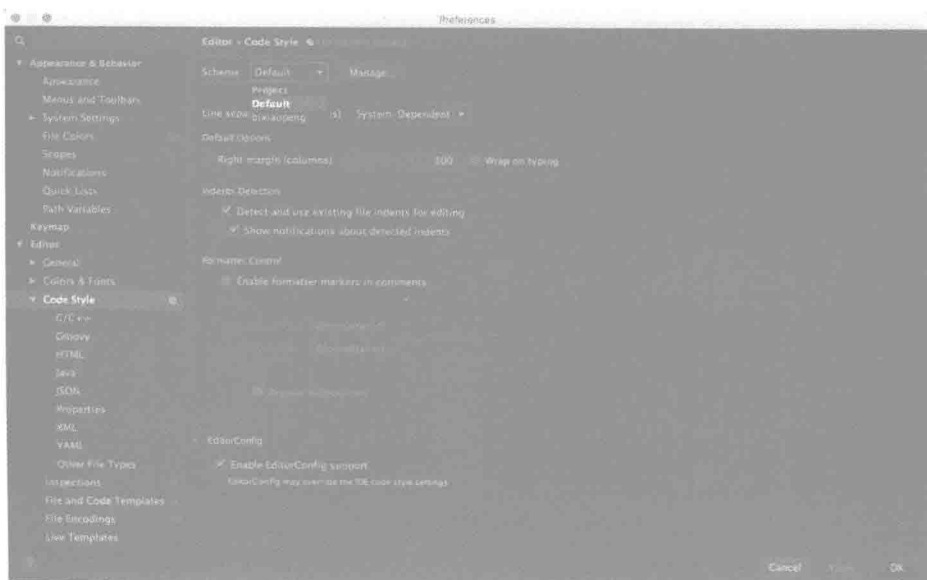 Preferences
Editor › Code Style
Scheme: Default Manage...
Project
Default
bixiaopeng
Line sepa s) System-Dependent
Default Options
Right margin (columns) 100 Wrap on typing
Indents Detection
Detect and use existing file indents for editing
Show notifications about detected indents
Formatter Control
Enable formatter markers in comments
EditorConfig
Enable EditorConfig support
EditorConfig may override the IDE code style settings
Appearance & Behavior
Appearance
Menus and Toolbars
System Settings
File Colors
Scopes
Notifications
Quick Lists
Path Variables
Keymap
Editor
General
Colors & Fonts
Code Style
C/C++
Groovy
HTML
Java
JSON
Properties
XML
YAML
Other File Types
Inspections
File and Code Templates
File Encodings
Live Templates
Cancel
OK